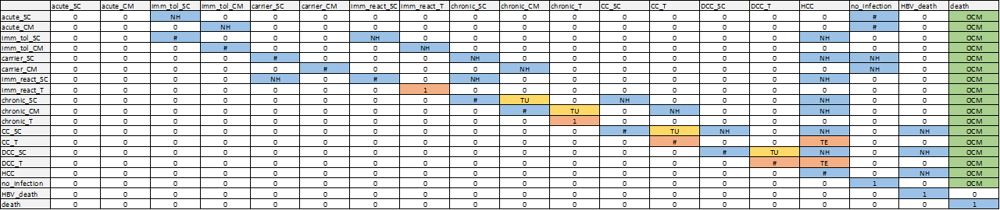 acute_SC acute_CM imm_tol_SC imm_tol_CM carrier_SC carrier_CM imm_react_SC imm_react_T chronic_SC chronic_CM chronic_T CC_SC CC_T DCC_SC DCC_T HCC no_infection HBV_death death
acute_SC 0 0 NH 0 0 0 0 0 0 0 0 0 0 0 0 0 # 0 OCM
acute_CM 0 0 0 NH 0 0 0 0 0 0 0 0 0 0 0 0 # 0 OCM
imm_tol_SC 0 0 # 0 0 0 NH 0 0 0 0 0 0 0 0 NH 0 0 OCM
imm_tol_CM 0 0 0 # 0 0 0 NH 0 0 0 0 0 0 0 0 0 0 OCM
carrier_SC 0 0 0 0 # 0 0 0 NH 0 0 0 0 0 0 NH NH 0 OCM
carrier_CM 0 0 0 0 0 # 0 0 0 NH 0 0 0 0 0 0 NH 0 OCM
imm_react_SC 0 0 0 0 NH 0 # 0 NH 0 0 0 0 0 0 NH 0 0 OCM
imm_react_T 0 0 0 0 0 0 0 1 0 0 0 0 0 0 0 0 0 0 OCM
chronic_SC 0 0 0 0 0 0 0 0 # TU 0 NH 0 0 0 NH 0 0 OCM
chronic_CM 0 0 0 0 0 0 0 0 0 # TU 0 NH 0 0 NH 0 0 OCM
chronic_T 0 0 0 0 0 0 0 0 0 0 1 0 0 0 0 0 0 0 OCM
CC_SC 0 0 0 0 0 0 0 0 0 0 0 # TU NH 0 NH 0 NH OCM
CC_T 0 0 0 0 0 0 0 0 0 0 0 0 # 0 0 TE 0 0 OCM
DCC_SC 0 0 0 0 0 0 0 0 0 0 0 0 0 # TU NH 0 NH OCM
DCC_T 0 0 0 0 0 0 0 0 0 0 0 0 0 0 # TE 0 0 OCM
HCC 0 0 0 0 0 0 0 0 0 0 0 0 0 0 0 # 0 NH OCM
no_infection 0 0 0 0 0 0 0 0 0 0 0 0 0 0 0 0 1 0 OCM
HBV_death 0 0 0 0 0 0 0 0 0 0 0 0 0 0 0 0 0 1 0
death 0 0 0 0 0 0 0 0 0 0 0 0 0 0 0 0 0 0 1